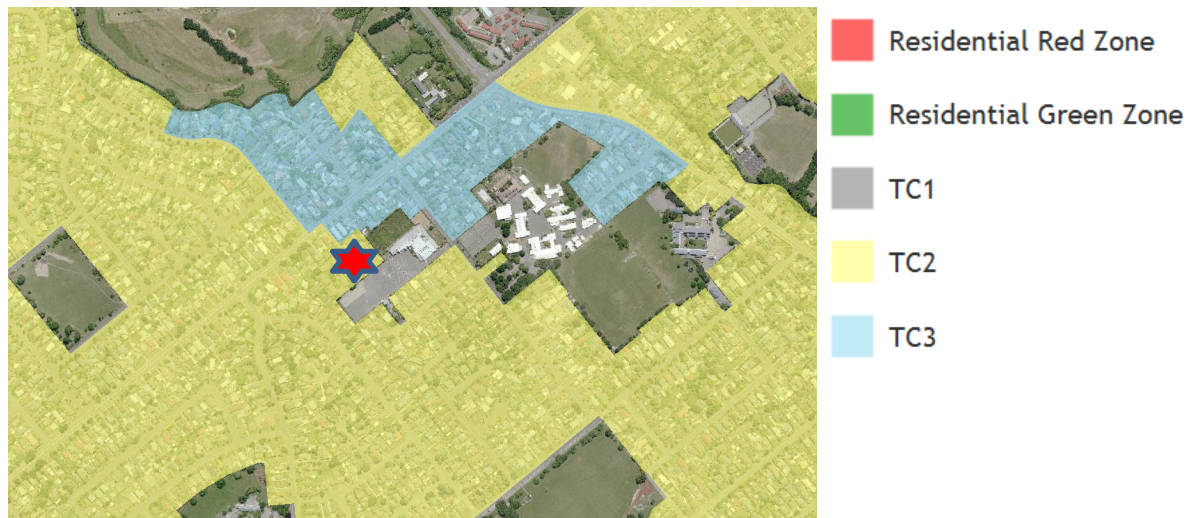 Residential Red Zone
Residential Green Zone
TC1
TC2
TC3